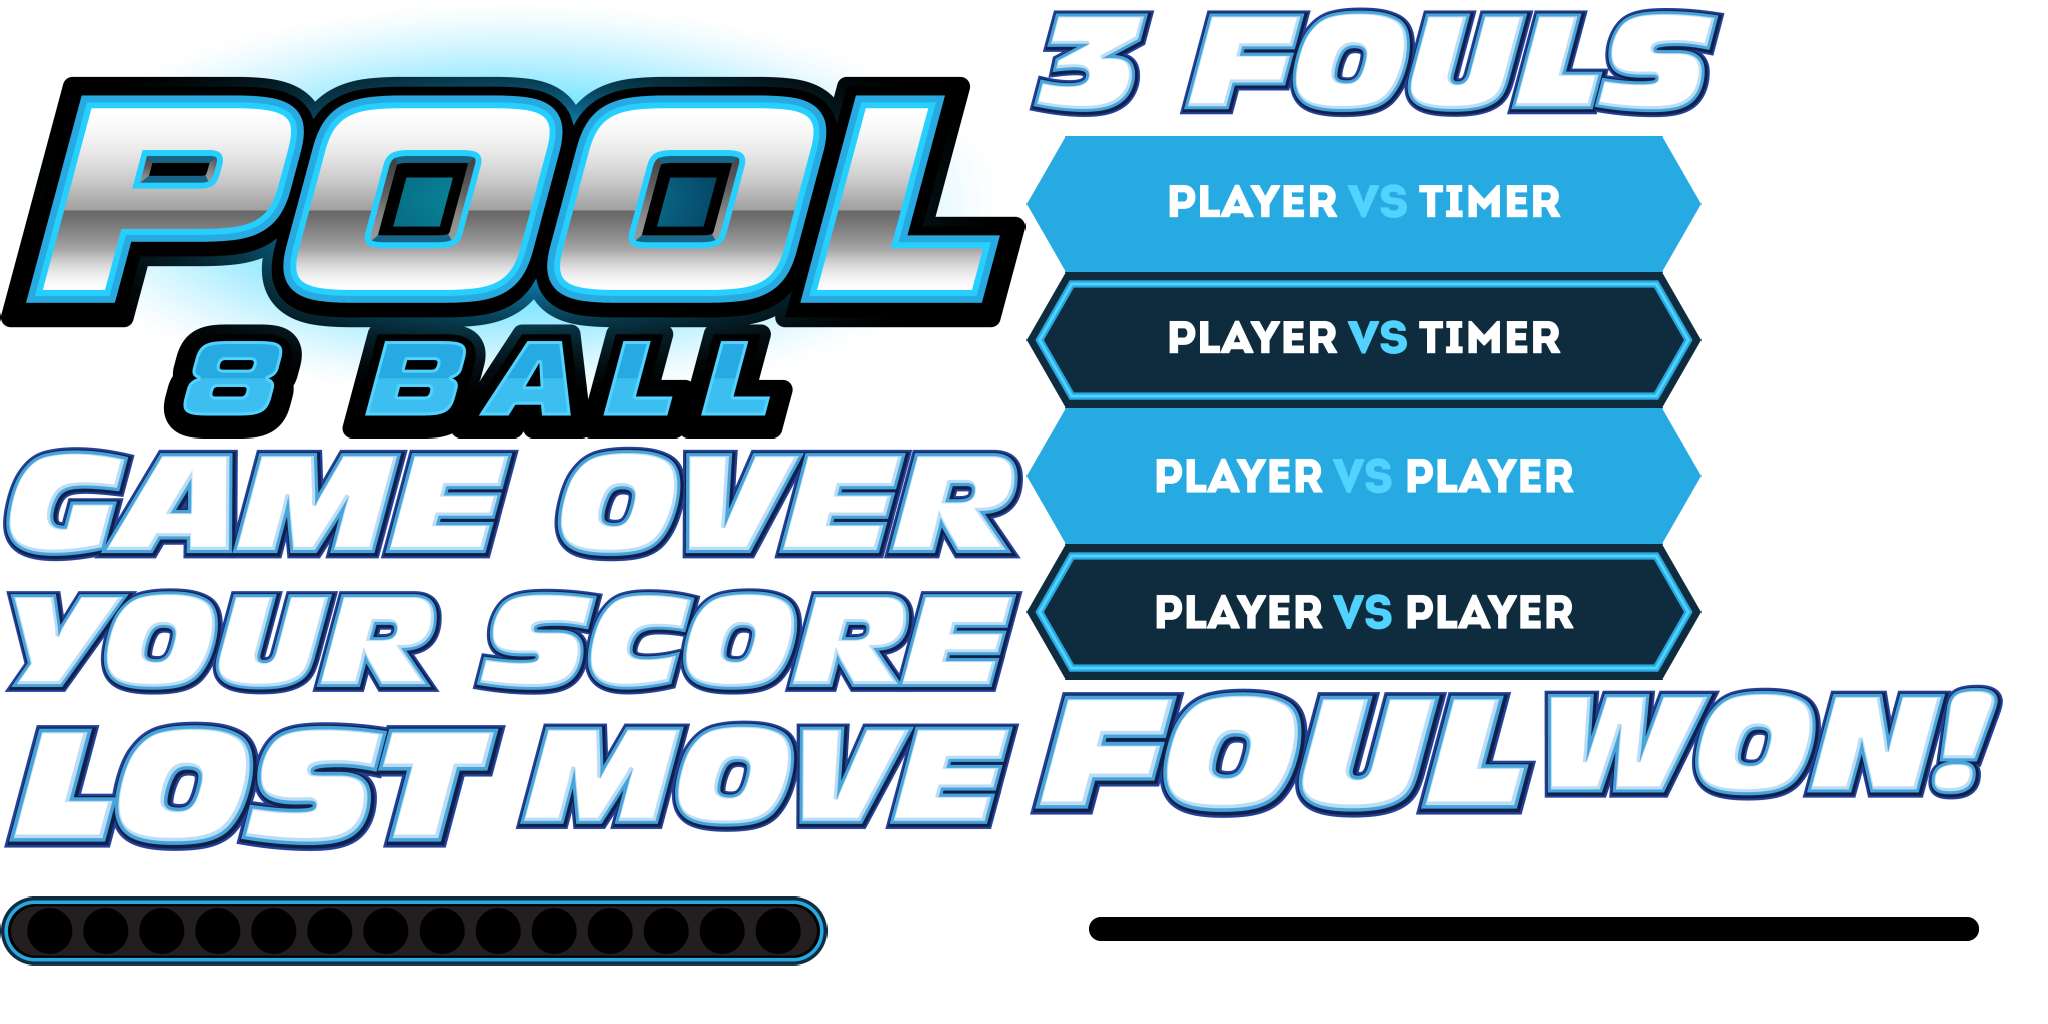 POOL
8 BALL
GAME OVER
YOUR SCORE
LOST MOVE
3 FOULS
PLAYER VS TIMER
PLAYER VS TIMER
PLAYER VS PLAYER
PLAYER VS PLAYER
FOUL WON!